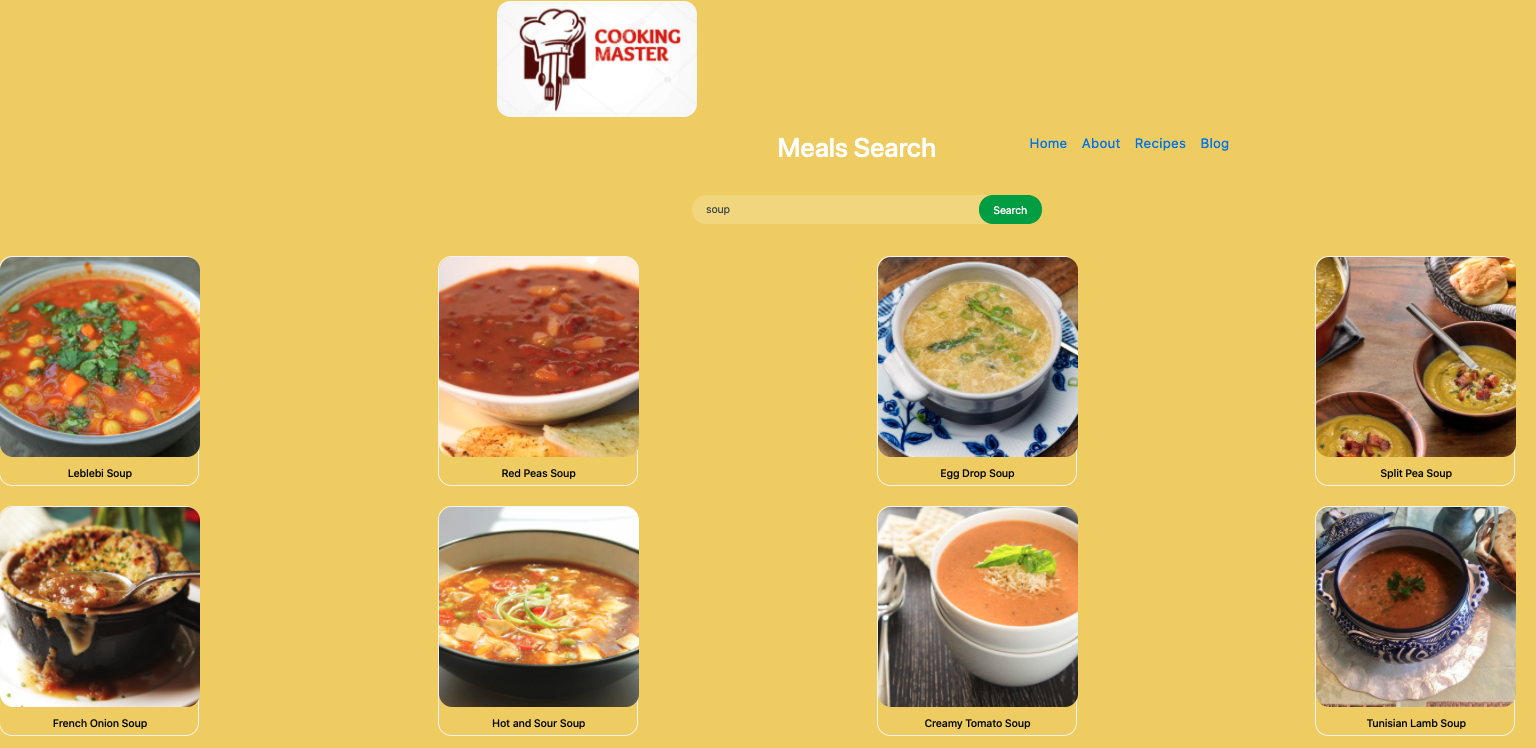 COOKING
MASTER
Meals Search
Home About Recipes Blog
soup Search
Leblebi Soup
Red Peas Soup
Egg Drop Soup
Split Pea Soup
French Onion Soup
Hot and Sour Soup
Creamy Tomato Soup
Tunisian Lamb Soup